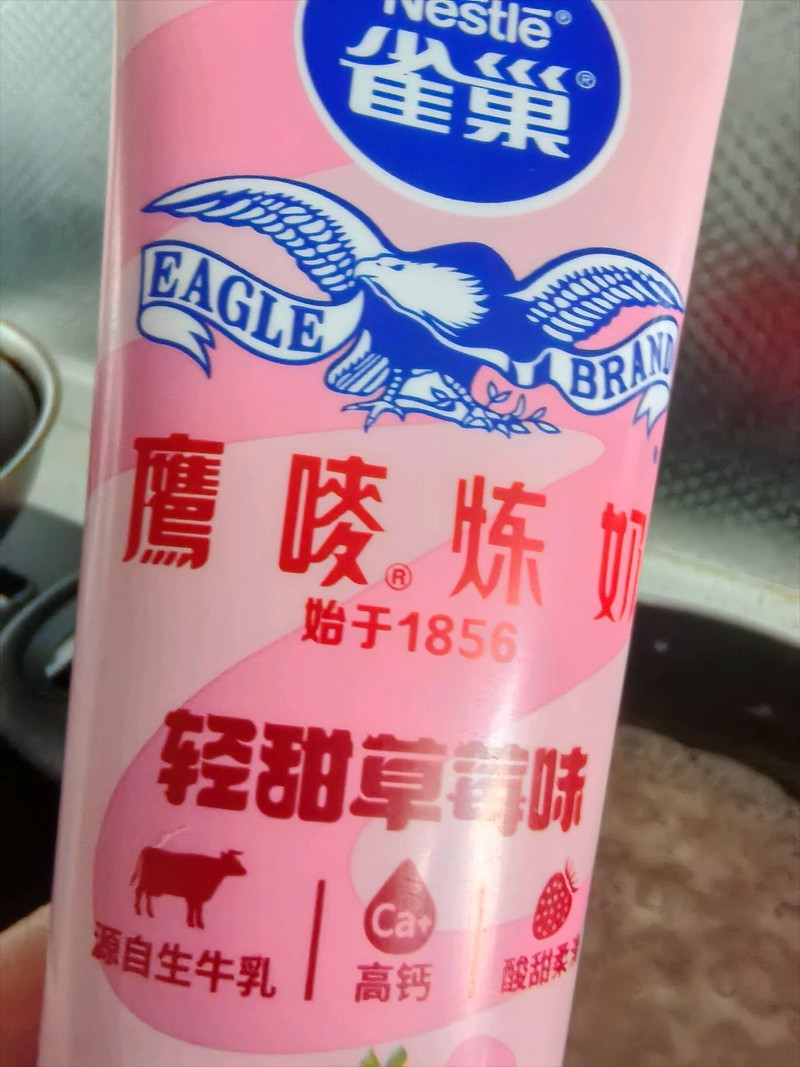 Nestlē®
雀巢®
EAGLE BRAND
鹰唛®炼奶
始于1856
轻甜草莓味
源自生牛乳
Ca+
高钙
酸甜柔